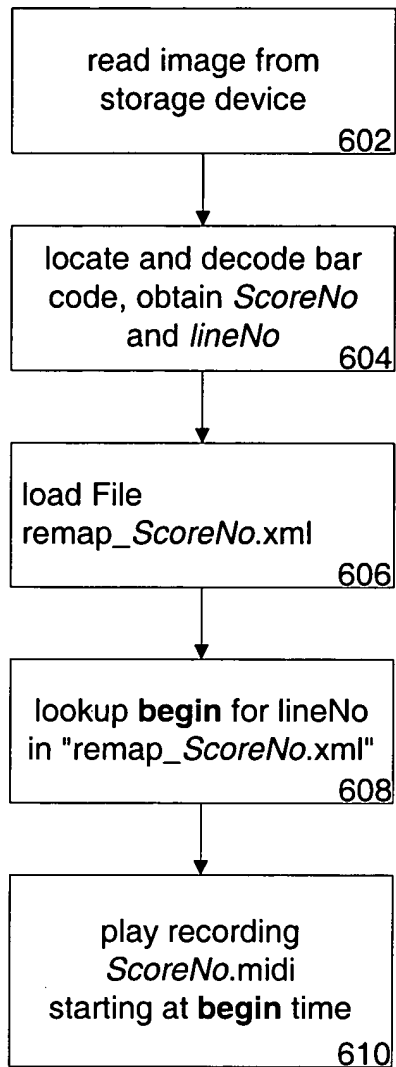 read image from
storage device
602
locate and decode bar
code, obtain ScoreNo
and lineNo
604
load File
remap_ScoreNo.xml
606
lookup begin for lineNo
in "remap_ScoreNo.xml"
608
play recording
ScoreNo.midi
starting at begin time
610